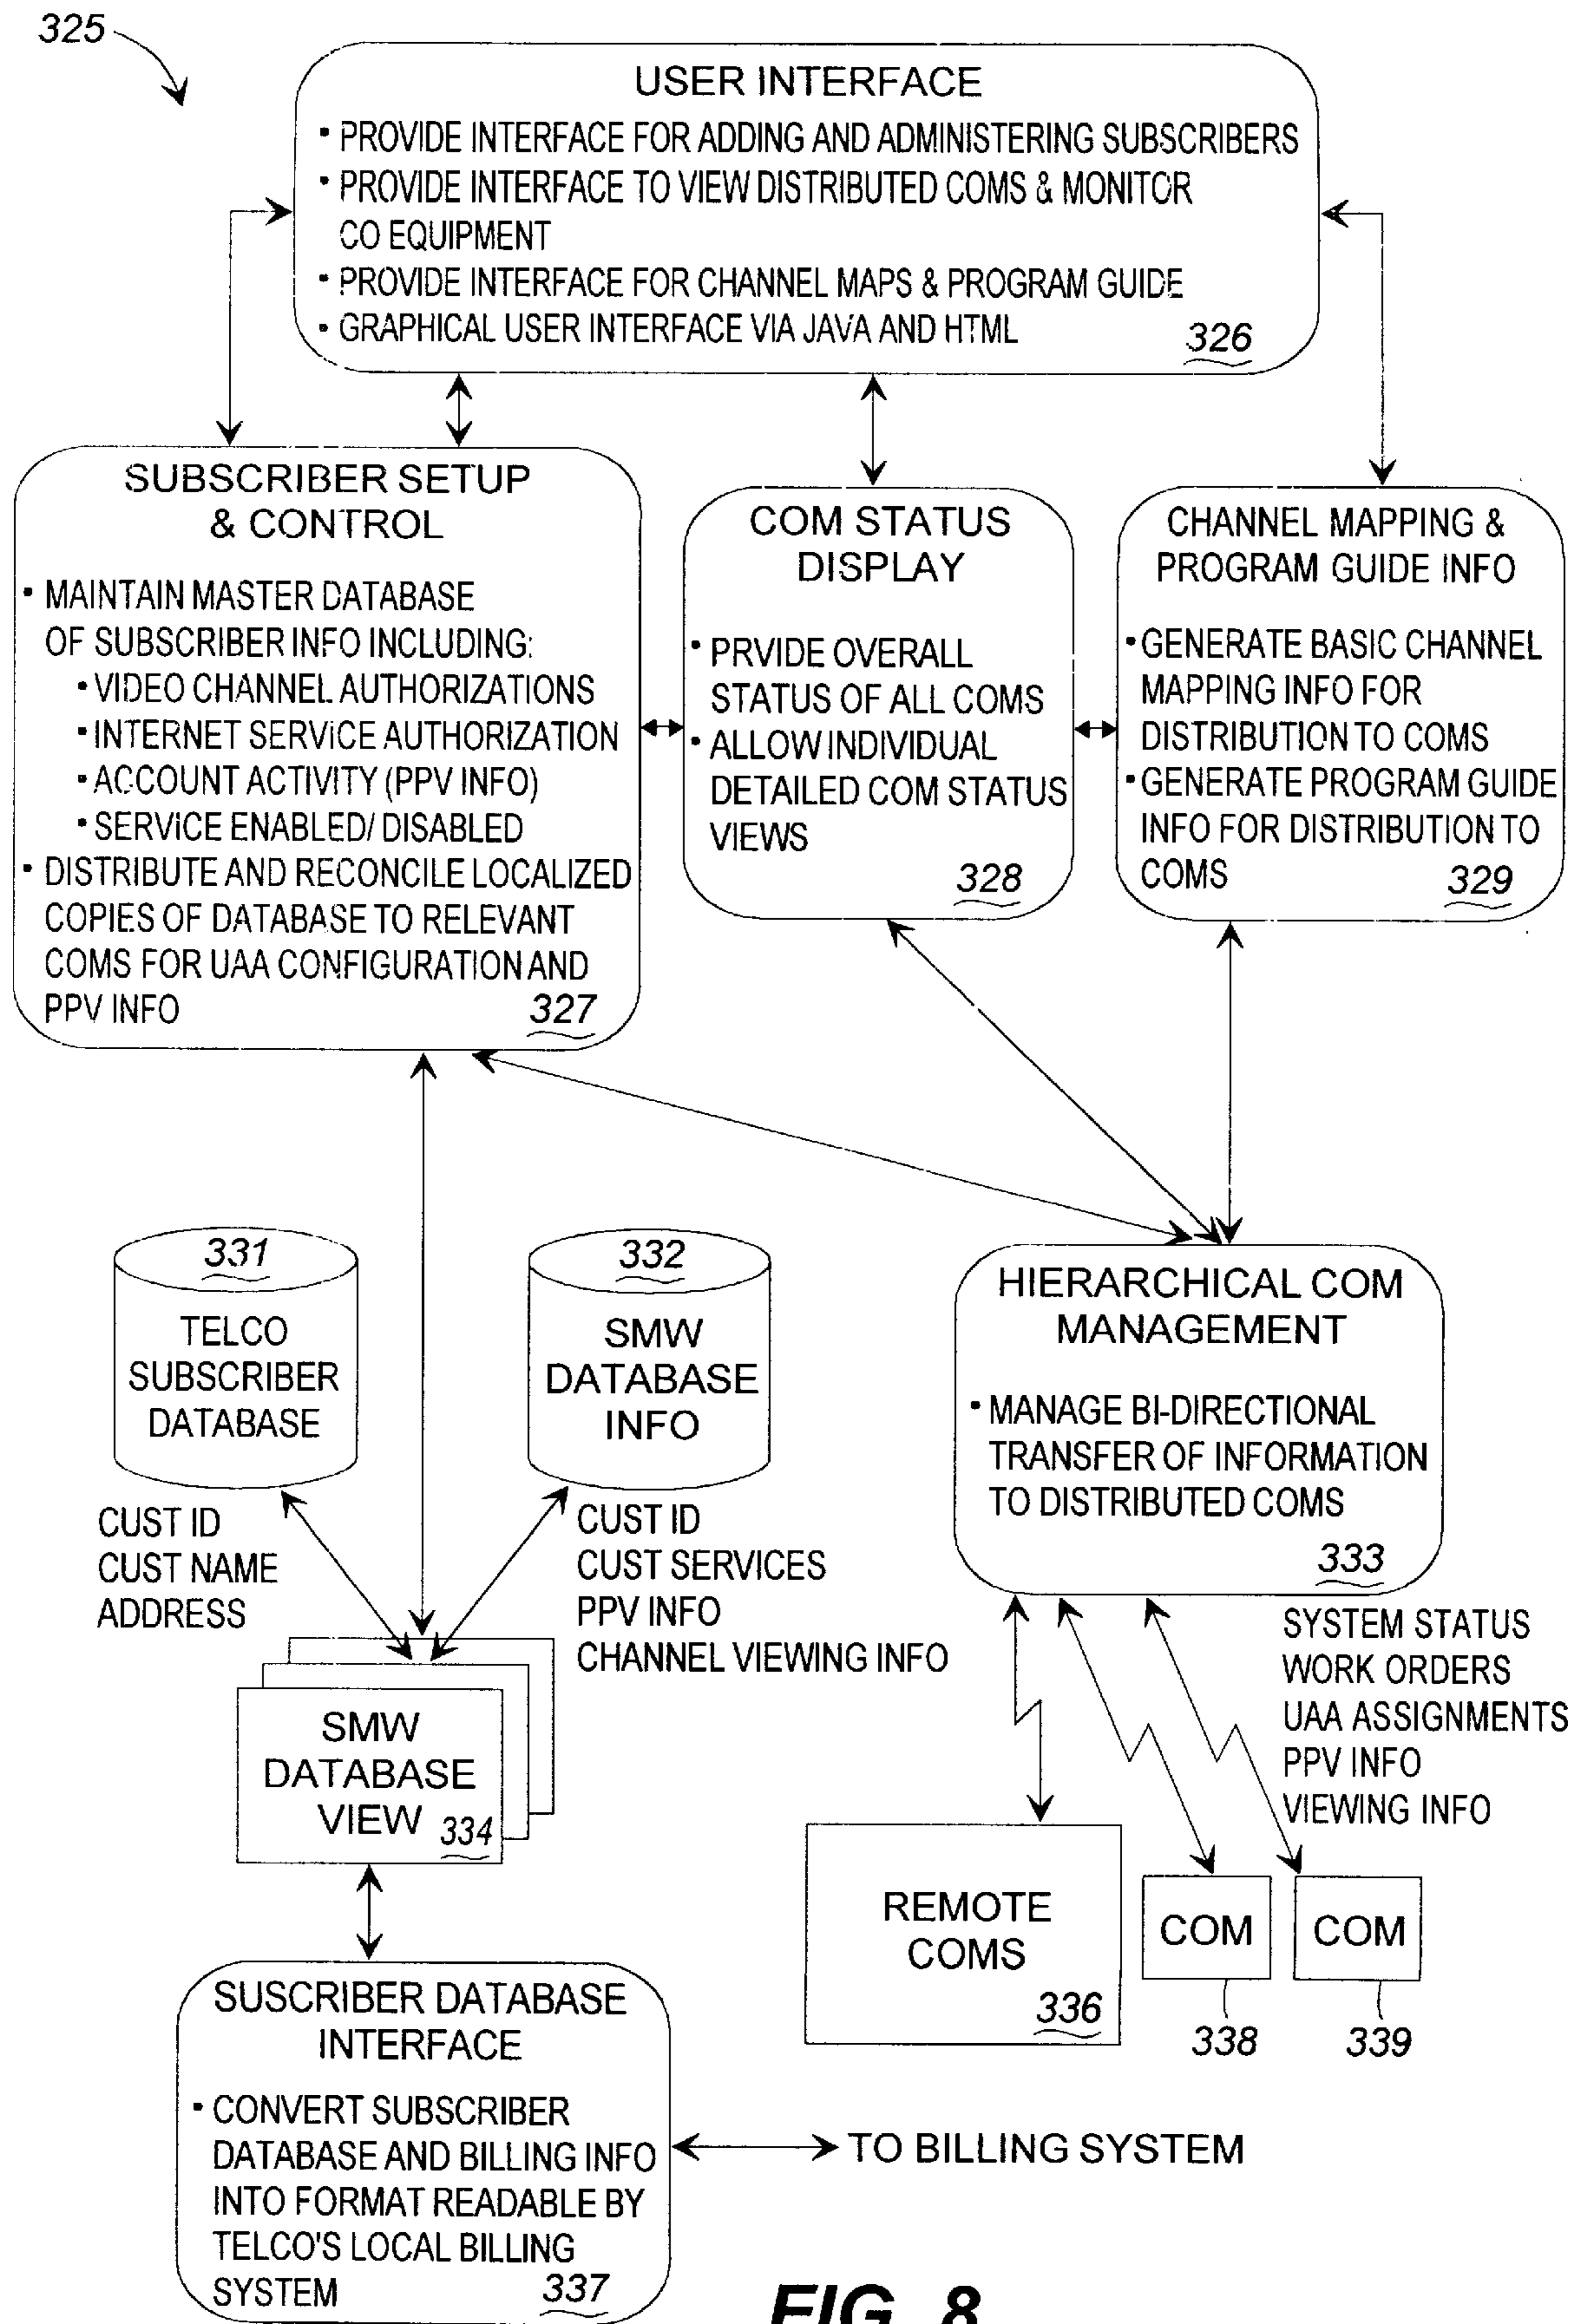 325
USER INTERFACE
• PROVIDE INTERFACE FOR ADDING AND ADMINISTERING SUBSCRIBERS
• PROVIDE INTERFACE TO VIEW DISTRIBUTED COMS & MONITOR
CO EQUIPMENT
• PROVIDE INTERFACE FOR CHANNEL MAPS & PROGRAM GUIDE
• GRAPHICAL USER INTERFACE VIA JAVA AND HTML
326
SUBSCRIBER SETUP
& CONTROL
• MAINTAIN MASTER DATABASE
OF SUBSCRIBER INFO INCLUDING:
• VIDEO CHANNEL AUTHORIZATIONS
• INTERNET SERVICE AUTHORIZATION
• ACCOUNT ACTIVITY (PPV INFO)
• SERVICE ENABLED/ DISABLED
• DISTRIBUTE AND RECONCILE LOCALIZED
COPIES OF DATABASE TO RELEVANT
COMS FOR UAA CONFIGURATION AND
PPV INFO
327
COM STATUS
DISPLAY
• PRVIDE OVERALL
STATUS OF ALL COMS
• ALLOW INDIVIDUAL
DETAILED COM STATUS
VIEWS
328
CHANNEL MAPPING &
PROGRAM GUIDE INFO
• GENERATE BASIC CHANNEL
MAPPING INFO FOR
DISTRIBUTION TO COMS
• GENERATE PROGRAM GUIDE
INFO FOR DISTRIBUTION TO
COMS
329
331
TELCO
SUBSCRIBER
DATABASE
332
SMW
DATABASE
INFO
HIERARCHICAL COM
MANAGEMENT
• MANAGE BI-DIRECTIONAL
TRANSFER OF INFORMATION
TO DISTRIBUTED COMS
333
CUST ID
CUST NAME
ADDRESS
CUST ID
CUST SERVICES
PPV INFO
CHANNEL VIEWING INFO
SYSTEM STATUS
WORK ORDERS
UAA ASSIGNMENTS
PPV INFO
VIEWING INFO
SMW
DATABASE
VIEW
334
REMOTE
COMS
336
COM
338
COM
339
SUSCRIBER DATABASE
INTERFACE
• CONVERT SUBSCRIBER
DATABASE AND BILLING INFO
INTO FORMAT READABLE BY
TELCO'S LOCAL BILLING
SYSTEM
337
TO BILLING SYSTEM
FIG. 8